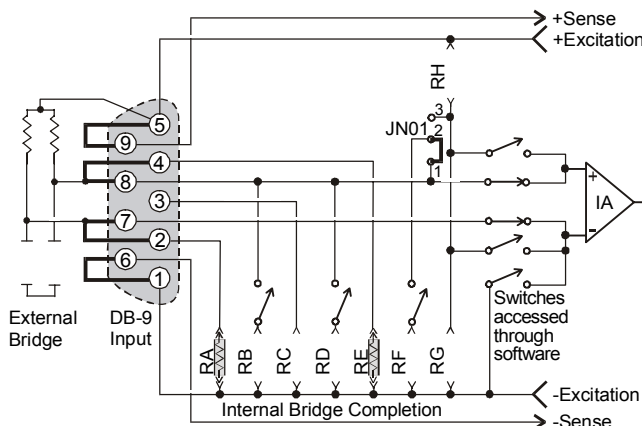 +Sense
+Excitation
RH
3
JN01
2
1
5
9
4
8
3
7
2
6
1
+
IA
-
External
Bridge
DB-9
Input
RA
RB
RC
RD
RE
RF
RG
Switches
accessed
through
software
Internal Bridge Completion
-Excitation
-Sense